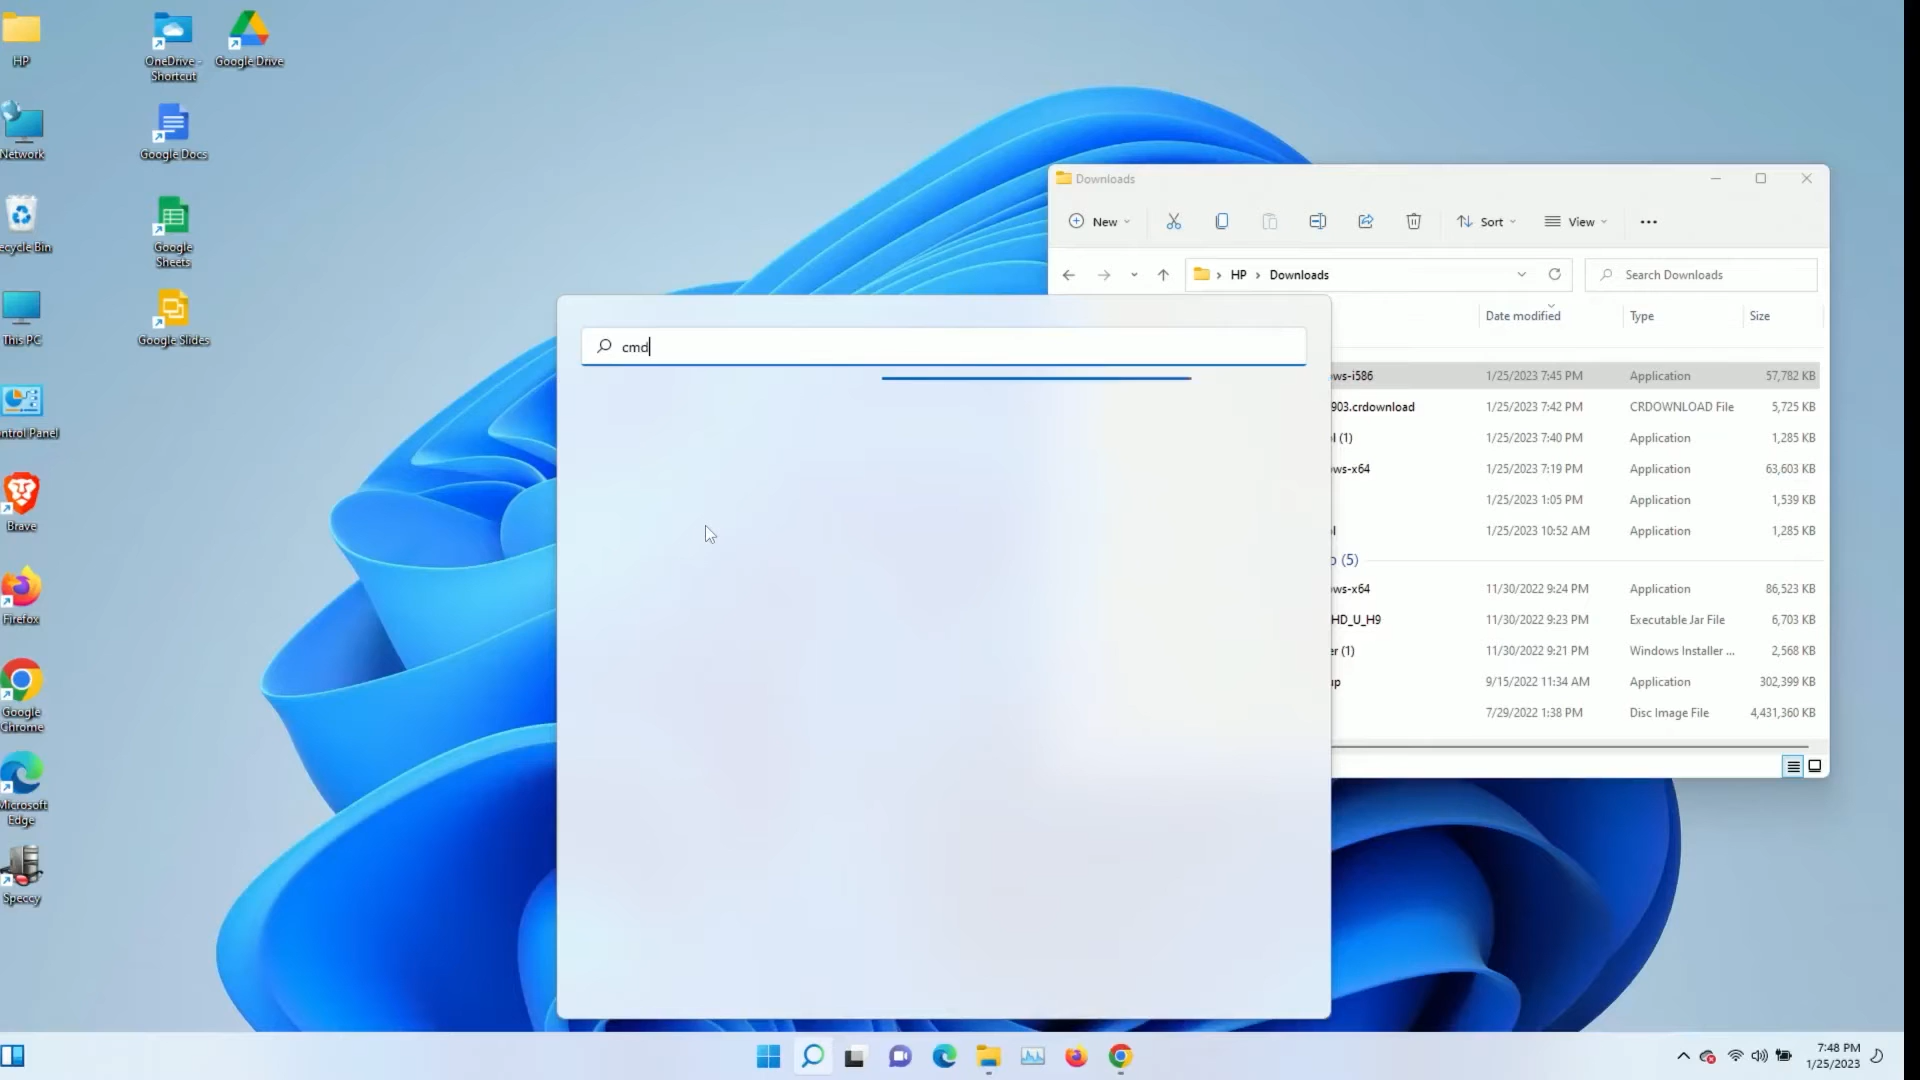 HP
OneDrive -
Shortcut
Google Drive
Network
Google Docs
ecycle Bin
Google
Sheets
This PC
Google Slides
ntrol Panel
Brave
Firefox
Google
Chrome
Microsoft
Edge
Speccy
cmd
Downloads
New
Sort
View
HP
Downloads
Search Downloads
Date modified
Type
Size
ws-i586 1/25/2023 7:45 PM Application 57,782 KB
903.crdownload 1/25/2023 7:42 PM CRDOWNLOAD File 5,725 KB
l (1) 1/25/2023 7:40 PM Application 1,285 KB
ws-x64 1/25/2023 7:19 PM Application 63,603 KB
1/25/2023 1:05 PM Application 1,539 KB
l 1/25/2023 10:52 AM Application 1,285 KB
o (5)
ws-x64 11/30/2022 9:24 PM Application 86,523 KB
HD_U_H9 11/30/2022 9:23 PM Executable Jar File 6,703 KB
er (1) 11/30/2022 9:21 PM Windows Installer ... 2,568 KB
up 9/15/2022 11:34 AM Application 302,399 KB
7/29/2022 1:38 PM Disc Image File 4,431,360 KB
7:48 PM
1/25/2023